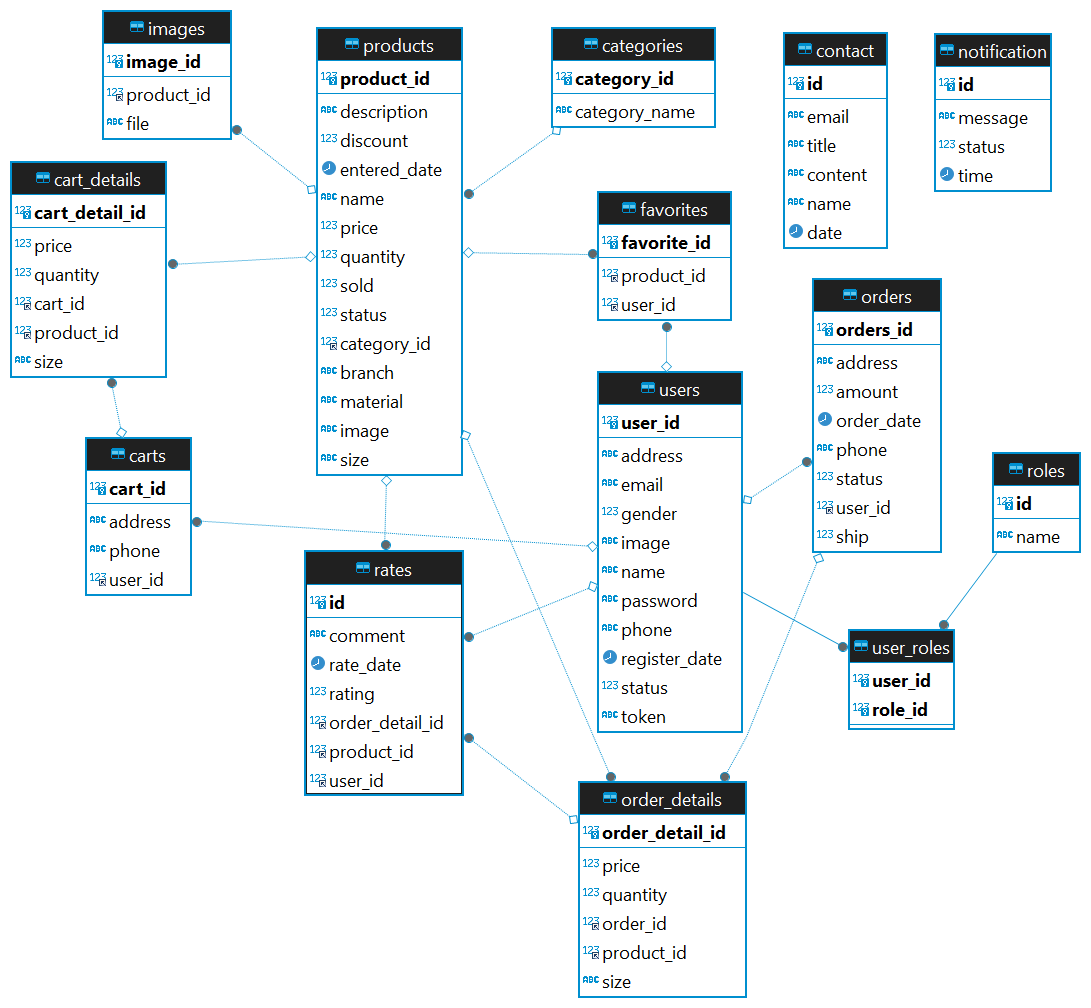 images
image_id
product_id
file
products
product_id
description
discount
entered_date
name
price
quantity
sold
status
category_id
branch
material
image
size
categories
category_id
category_name
contact
id
email
title
content
name
date
notification
id
message
status
time
cart_details
cart_detail_id
price
quantity
cart_id
product_id
size
favorites
favorite_id
product_id
user_id
orders
orders_id
address
amount
order_date
phone
status
user_id
ship
users
user_id
address
email
gender
image
name
password
phone
register_date
status
token
carts
cart_id
address
phone
user_id
roles
id
name
rates
id
comment
rate_date
rating
order_detail_id
product_id
user_id
user_roles
user_id
role_id
order_details
order_detail_id
price
quantity
order_id
product_id
size